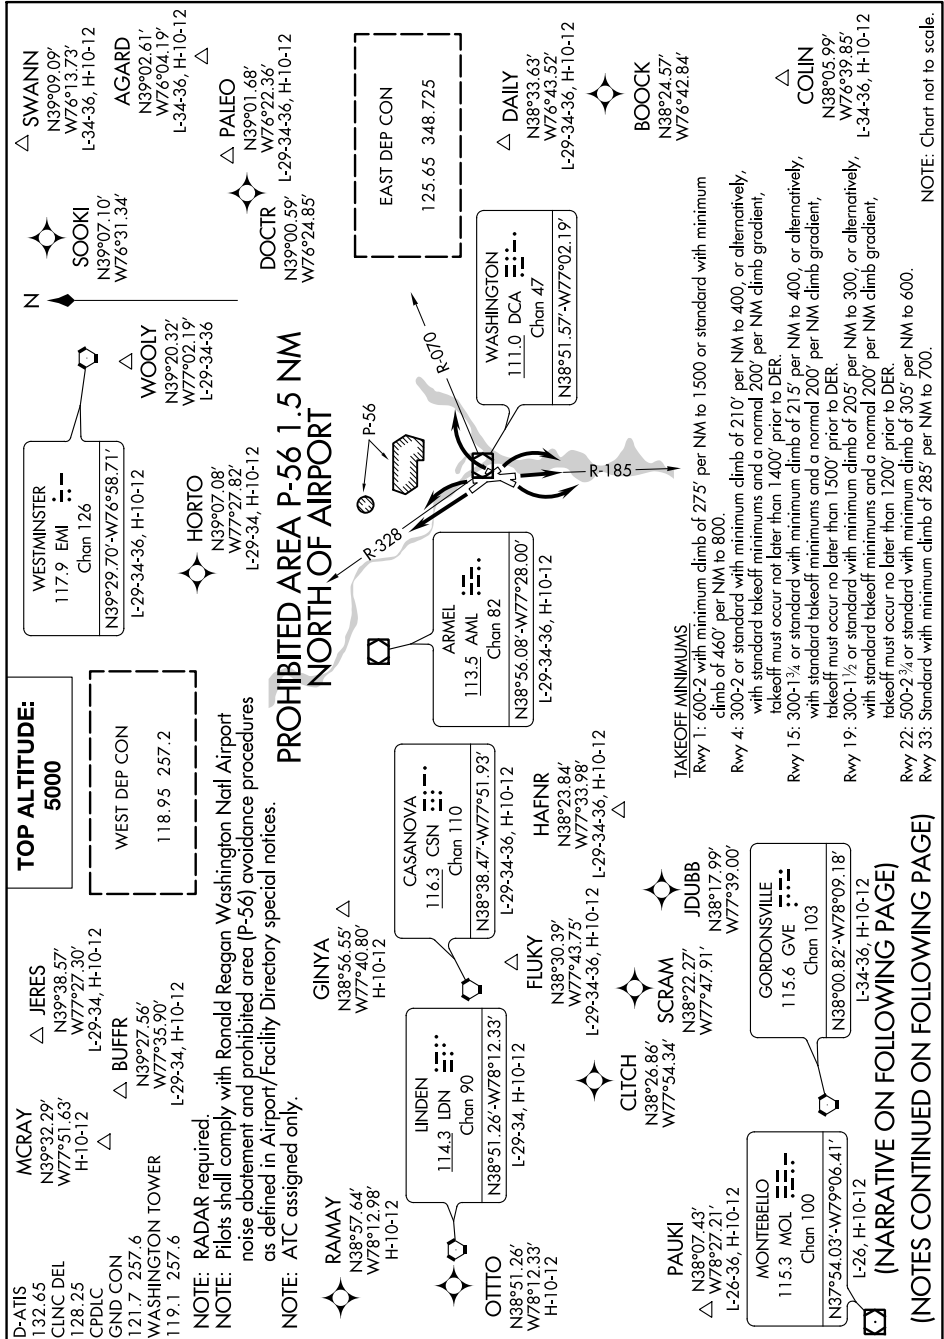 D-ATIS
132.65
CLNC DEL
128.25
CPDLC
GND CON
121.7 257.6
WASHINGTON TOWER
119.1 257.6
MCRAY
N39°32.29'
W77°51.63'
H-10-12
JERES
N39°38.57'
W77°27.30'
L-29-34, H-10-12
BUFFR
N39°27.56'
W77°35.90'
L-29-34, H-10-12
TOP ALTITUDE:
5000
WEST DEP CON
118.95 257.2
WESTMINSTER
117.9 EMI
Chan 126
N39°29.70'-W76°58.71'
L-29-34-36, H-10-12
N
WOOLY
N39°20.32'
W77°02.19'
L-29-34-36
HORTO
N39°07.08'
W77°27.82'
L-29-34, H-10-12
SOOKI
N39°07.10'
W76°31.34'
SWANN
N39°09.09'
W76°13.73'
L-34-36, H-10-12
AGARD
N39°02.61'
W76°04.19'
L-34-36, H-10-12
PALEO
N39°01.68'
W76°22.36'
L-29-34-36, H-10-12
DOCTR
N39°00.59'
W76°24.85'
NOTE: RADAR required.
NOTE: Pilots shall comply with Ronald Reagan Washington Natl Airport
noise abatement and prohibited area (P-56) avoidance procedures
as defined in Airport/Facility Directory special notices.
NOTE: ATC assigned only.
PROHIBITED AREA P-56 1.5 NM
NORTH OF AIRPORT
EAST DEP CON
125.65 348.725
RAMAY
N38°57.64'
W78°12.98'
H-10-12
GINYA
N38°56.55'
W77°40.80'
H-10-12
P-56
R-070
R-328
R-185
LINDEN
114.3 LDN
Chan 90
N38°51.26'-W78°12.33'
L-29-34, H-10-12
CASANOVA
116.3 CSN
Chan 110
N38°38.47'-W77°51.93'
L-29-34-36, H-10-12
ARMEL
113.5 AML
Chan 82
N38°56.08'-W77°28.00'
L-29-34-36, H-10-12
WASHINGTON
111.0 DCA
Chan 47
N38°51.57'-W77°02.19'
DAILY
N38°33.63'
W76°43.52'
L-29-34-36, H-10-12
OTTTO
N38°51.26'
W78°12.33'
H-10-12
FLUKY
N38°30.39'
W77°43.75'
L-29-34-36, H-10-12
HAFNR
N38°23.84'
W77°33.98'
L-29-34-36, H-10-12
BOOCK
N38°24.57'
W76°42.84'
CLTCH
N38°26.86'
W77°54.34'
SCRAM
N38°22.27'
W77°47.91'
JDUBB
N38°17.99'
W77°39.00'
PAUKI
N38°07.43'
W78°27.21'
L-26-36, H-10-12
COLIN
N38°05.99'
W76°39.85'
L-34-36, H-10-12
MONTEBELLO
115.3 MOL
Chan 100
N37°54.03'-W79°06.41'
L-26, H-10-12
GORDONSVILLE
115.6 GVE
Chan 103
N38°00.82'-W78°09.18'
L-34-36, H-10-12
TAKEOFF MINIMUMS
Rwy 1: 600-2 with minimum climb of 275' per NM to 1500 or standard with minimum
climb of 460' per NM to 800.
Rwy 4: 300-2 or standard with minimum climb of 210' per NM to 400, or alternatively,
with standard takeoff minimums and a normal 200' per NM climb gradient,
takeoff must occur not later than 1400' prior to DER.
Rwy 15: 300-1¾ or standard with minimum climb of 215' per NM to 400, or alternatively,
with standard takeoff minimums and a normal 200' per NM climb gradient,
takeoff must occur no later than 1500' prior to DER.
Rwy 19: 300-1½ or standard with minimum climb of 205' per NM to 300, or alternatively,
with standard takeoff minimums and a normal 200' per NM climb gradient,
takeoff must occur no later than 1200' prior to DER.
Rwy 22: 500-2¾ or standard with minimum climb of 305' per NM to 600.
Rwy 33: Standard with minimum climb of 285' per NM to 700.
(NARRATIVE ON FOLLOWING PAGE)
(NOTES CONTINUED ON FOLLOWING PAGE)
NOTE: Chart not to scale.